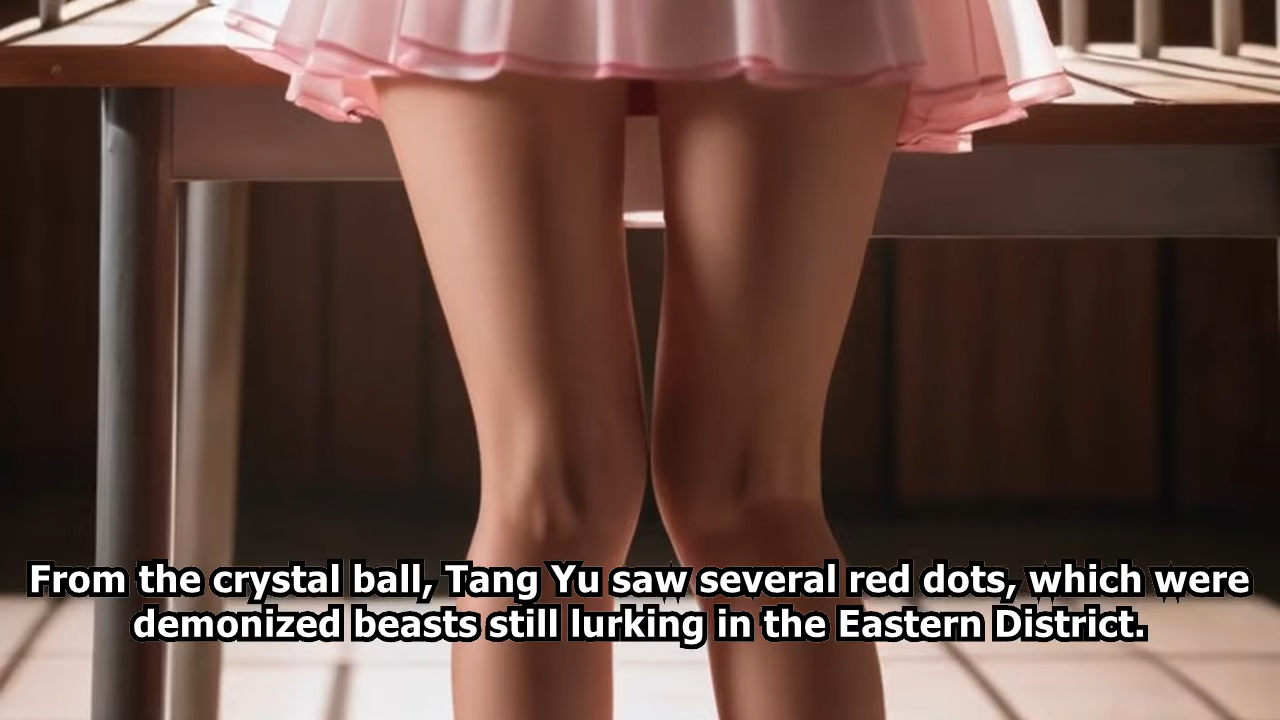 From the crystal ball, Tang Yu saw several red dots, which were
demonized beasts still lurking in the Eastern District.